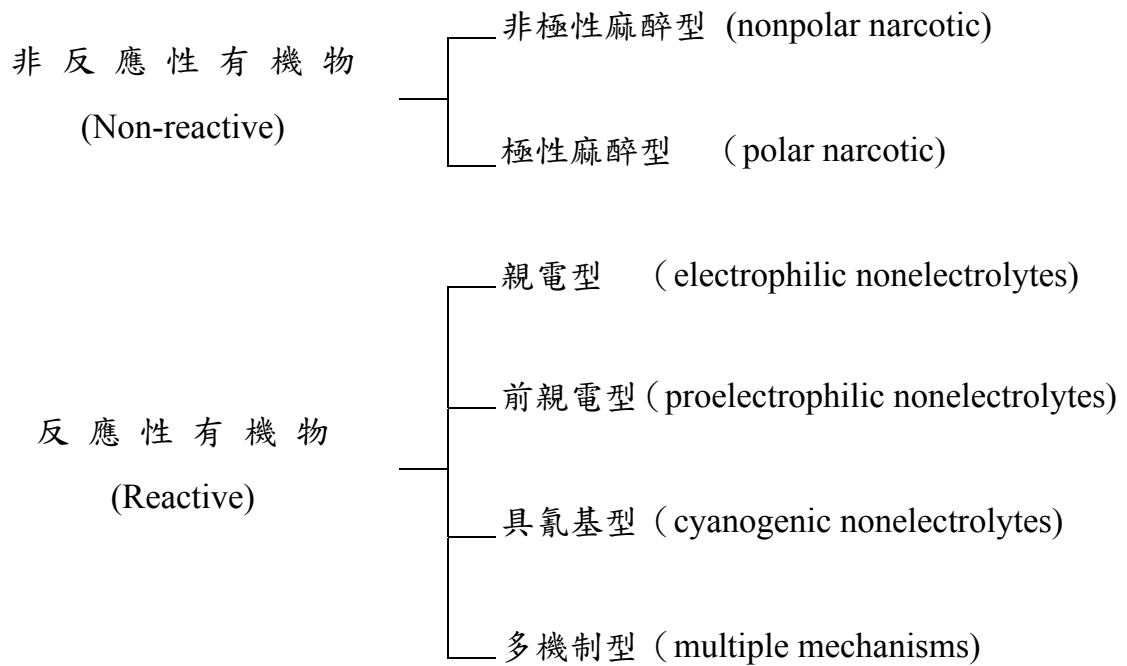 非極性麻醉型 (nonpolar narcotic)
非反應性有機物
(Non-reactive)
極性麻醉型 （polar narcotic)
親電型 （electrophilic nonelectrolytes)
前親電型（proelectrophilic nonelectrolytes)
反應性有機物
(Reactive)
具氰基型（cyanogenic nonelectrolytes)
多機制型（multiple mechanisms)